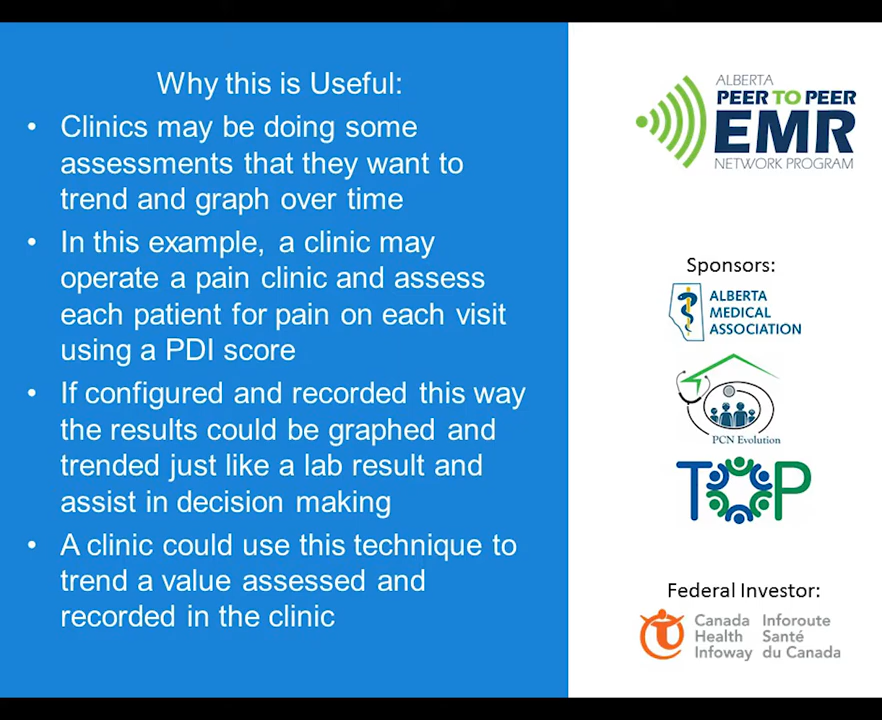 Why this is Useful:
• Clinics may be doing some
assessments that they want to
trend and graph over time
• In this example, a clinic may
operate a pain clinic and assess
each patient for pain on each visit
using a PDI score
• If configured and recorded this way
the results could be graphed and
trended just like a lab result and
assist in decision making
• A clinic could use this technique to
trend a value assessed and
recorded in the clinic
ALBERTA
PEER TO PEER
EMR
NETWORK PROGRAM
Sponsors:
ALBERTA
MEDICAL
ASSOCIATION
PCN Evolution
TOP
Federal Investor:
Canada Inforoute
Health Santé
Infoway du Canada